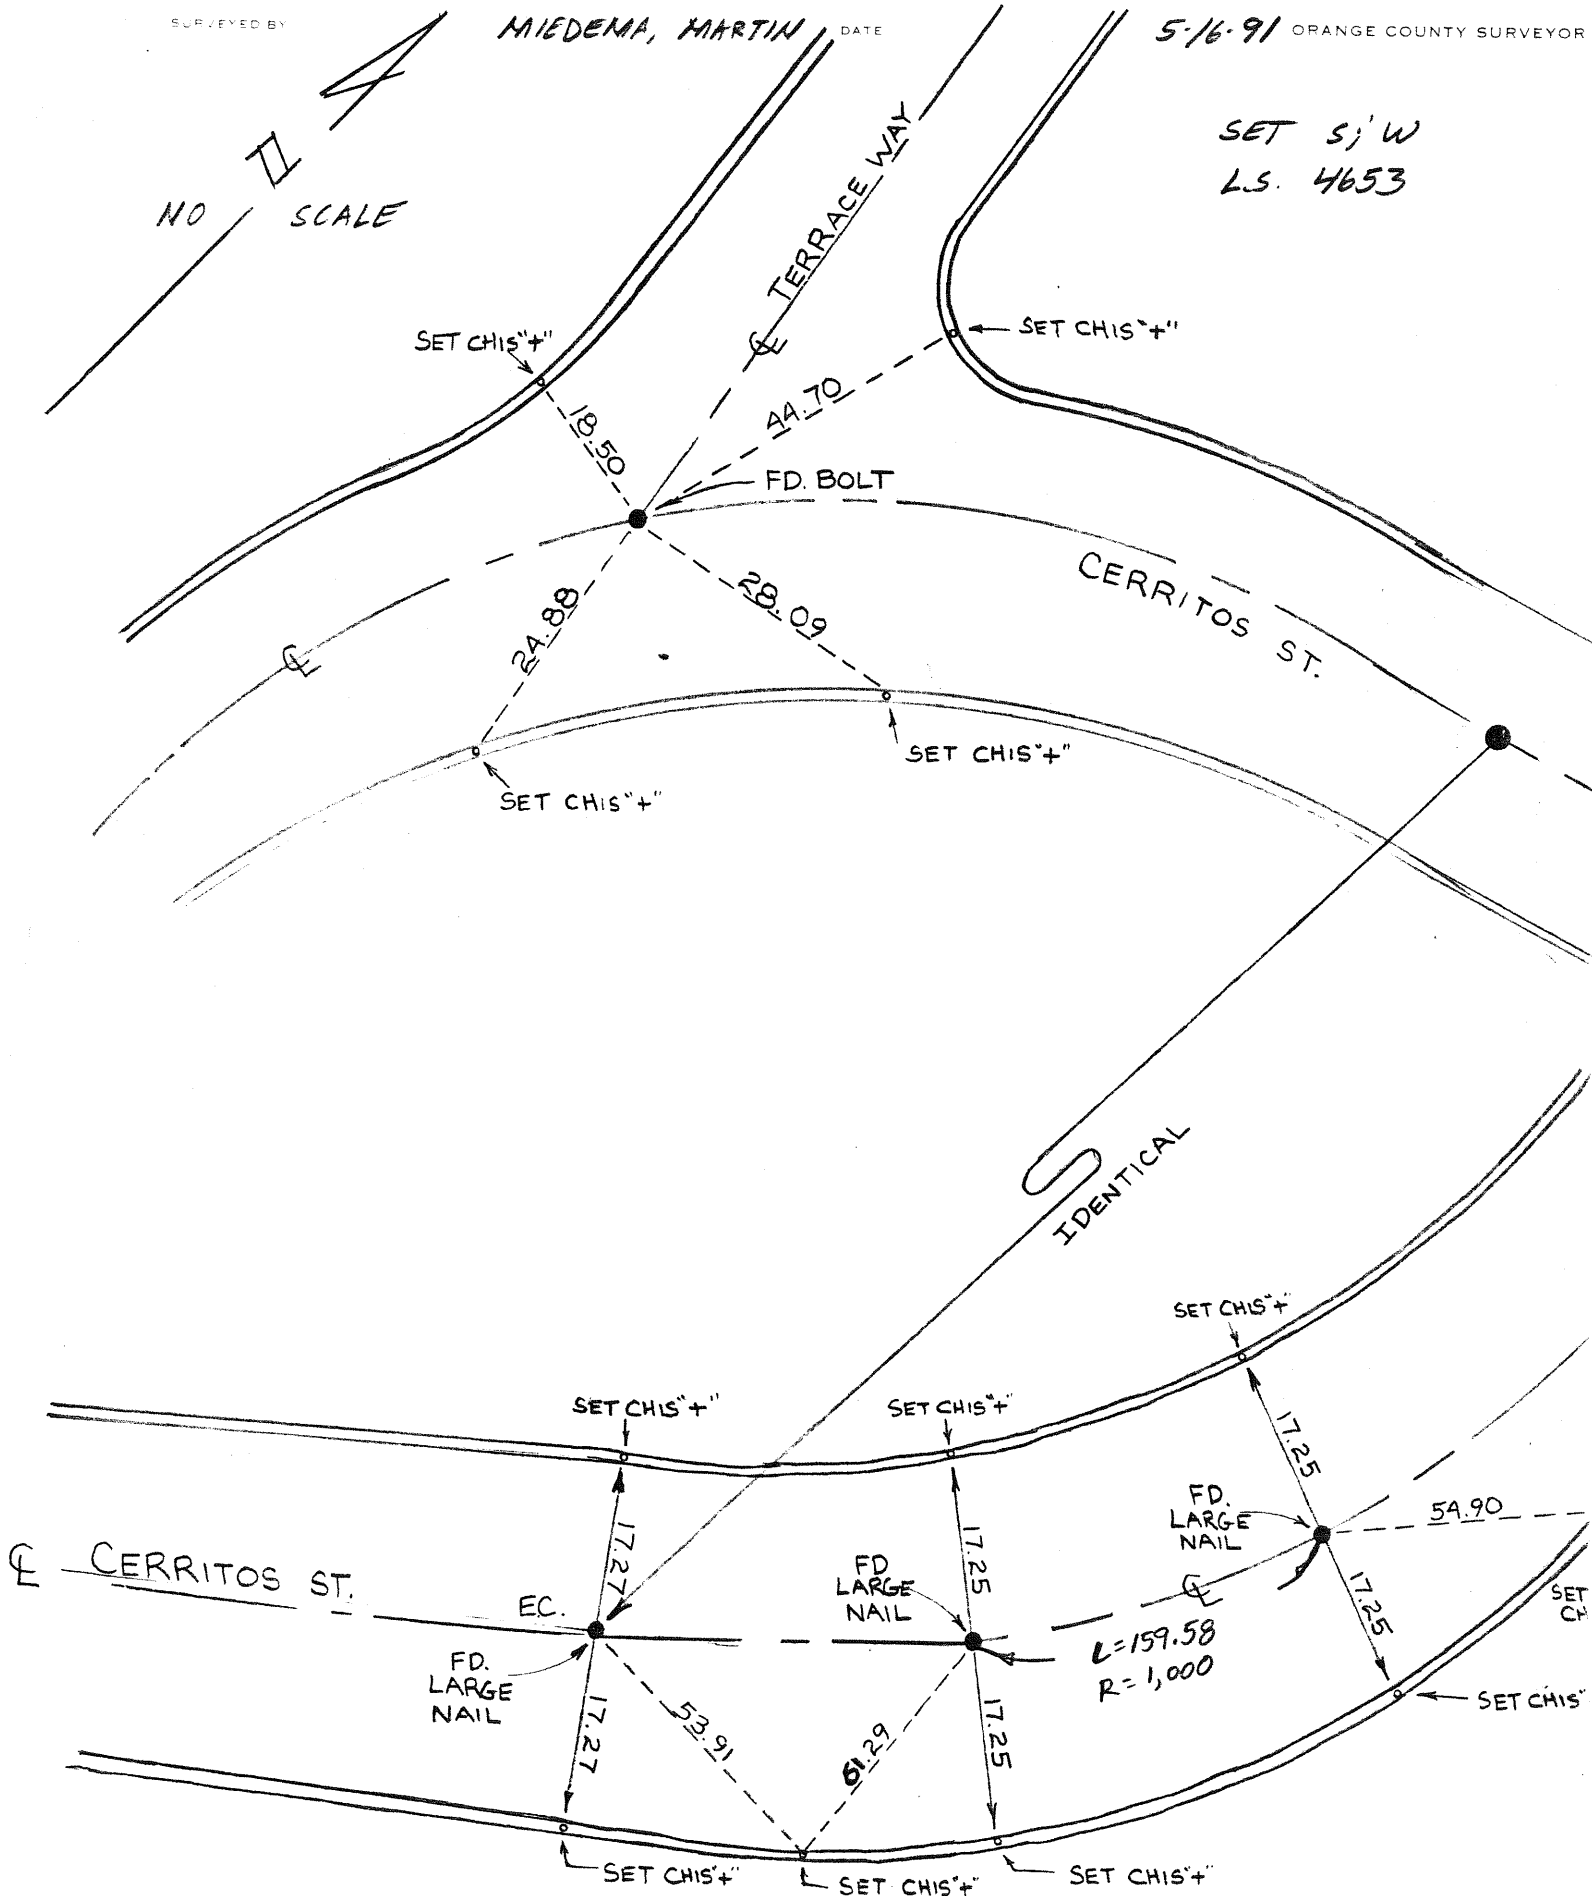 SURVEYED BY MIEDEMA, MARTIN DATE 5-16-91 ORANGE COUNTY SURVEYOR
SET S;'W
L.S. 4653
NO SCALE
TERRACE WAY
℄
SET CHIS "+"
SET CHIS "+"
18.50
44.70
FD. BOLT
CERRITOS ST.
24.88
28.09
℄
SET CHIS "+"
SET CHIS "+"
IDENTICAL
SET CHIS "+"
SET CHIS "+"
SET CHIS "+"
17.25
FD.
LARGE
NAIL
54.90
17.27
17.25
℄ CERRITOS ST.
EC.
FD
LARGE
NAIL
℄
17.25
SET
CH
L=159.58
R=1,000
FD.
LARGE
NAIL
17.27
53.91
61.29
17.25
SET CHIS"
SET CHIS "+"
SET CHIS "+"
SET CHIS "+"